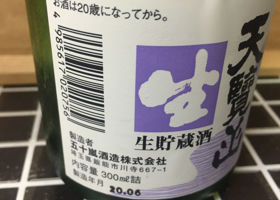 お酒は20歳になってから。
4985617024726
天覧山
生
生貯蔵酒
製造者
五十嵐酒造株式会社
埼玉県飯能市川寺667-1
内容量 300ml詰
製造年月 20.06